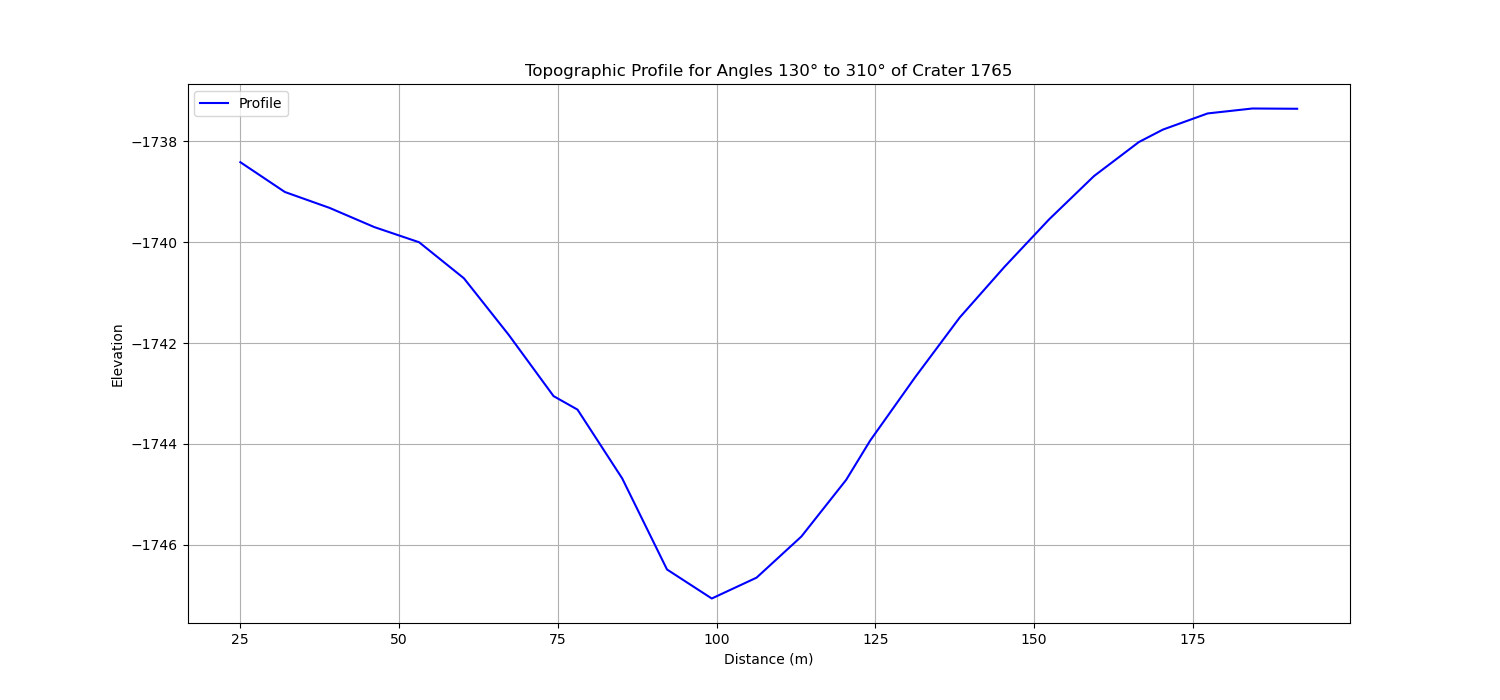 Topographic Profile for Angles 130° to 310° of Crater 1765
Profile
−1738
−1740
−1742
−1744
−1746
Elevation
25 50 75 100 125 150 175
Distance (m)